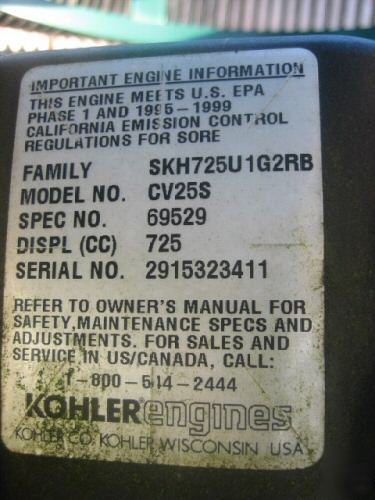 IMPORTANT ENGINE INFORMATION
THIS ENGINE MEETS U.S. EPA
PHASE 1 AND 1995-1999
CALIFORNIA EMISSION CONTROL
REGULATIONS FOR SORE
FAMILY SKH725U1G2RB
MODEL NO. CV25S
SPEC NO. 69529
DISPL (CC) 725
SERIAL NO. 2915323411
REFER TO OWNER'S MANUAL FOR
SAFETY,MAINTENANCE SPECS AND
ADJUSTMENTS. FOR SALES AND
SERVICE IN US/CANADA, CALL:
1-800-544-2444
KOHLER engines
KOHLER CO. KOHLER, WISCONSIN USA